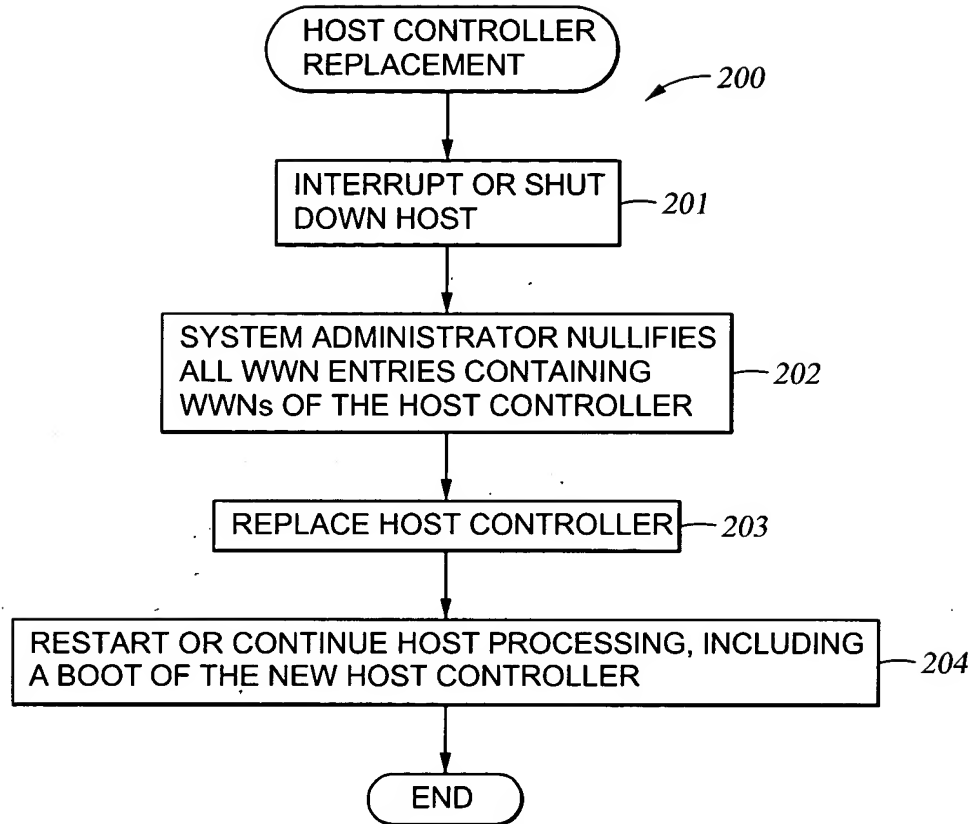 HOST CONTROLLER
REPLACEMENT
200
INTERRUPT OR SHUT
DOWN HOST
201
SYSTEM ADMINISTRATOR NULLIFIES
ALL WWN ENTRIES CONTAINING
WWNs OF THE HOST CONTROLLER
202
REPLACE HOST CONTROLLER
203
RESTART OR CONTINUE HOST PROCESSING, INCLUDING
A BOOT OF THE NEW HOST CONTROLLER
204
END